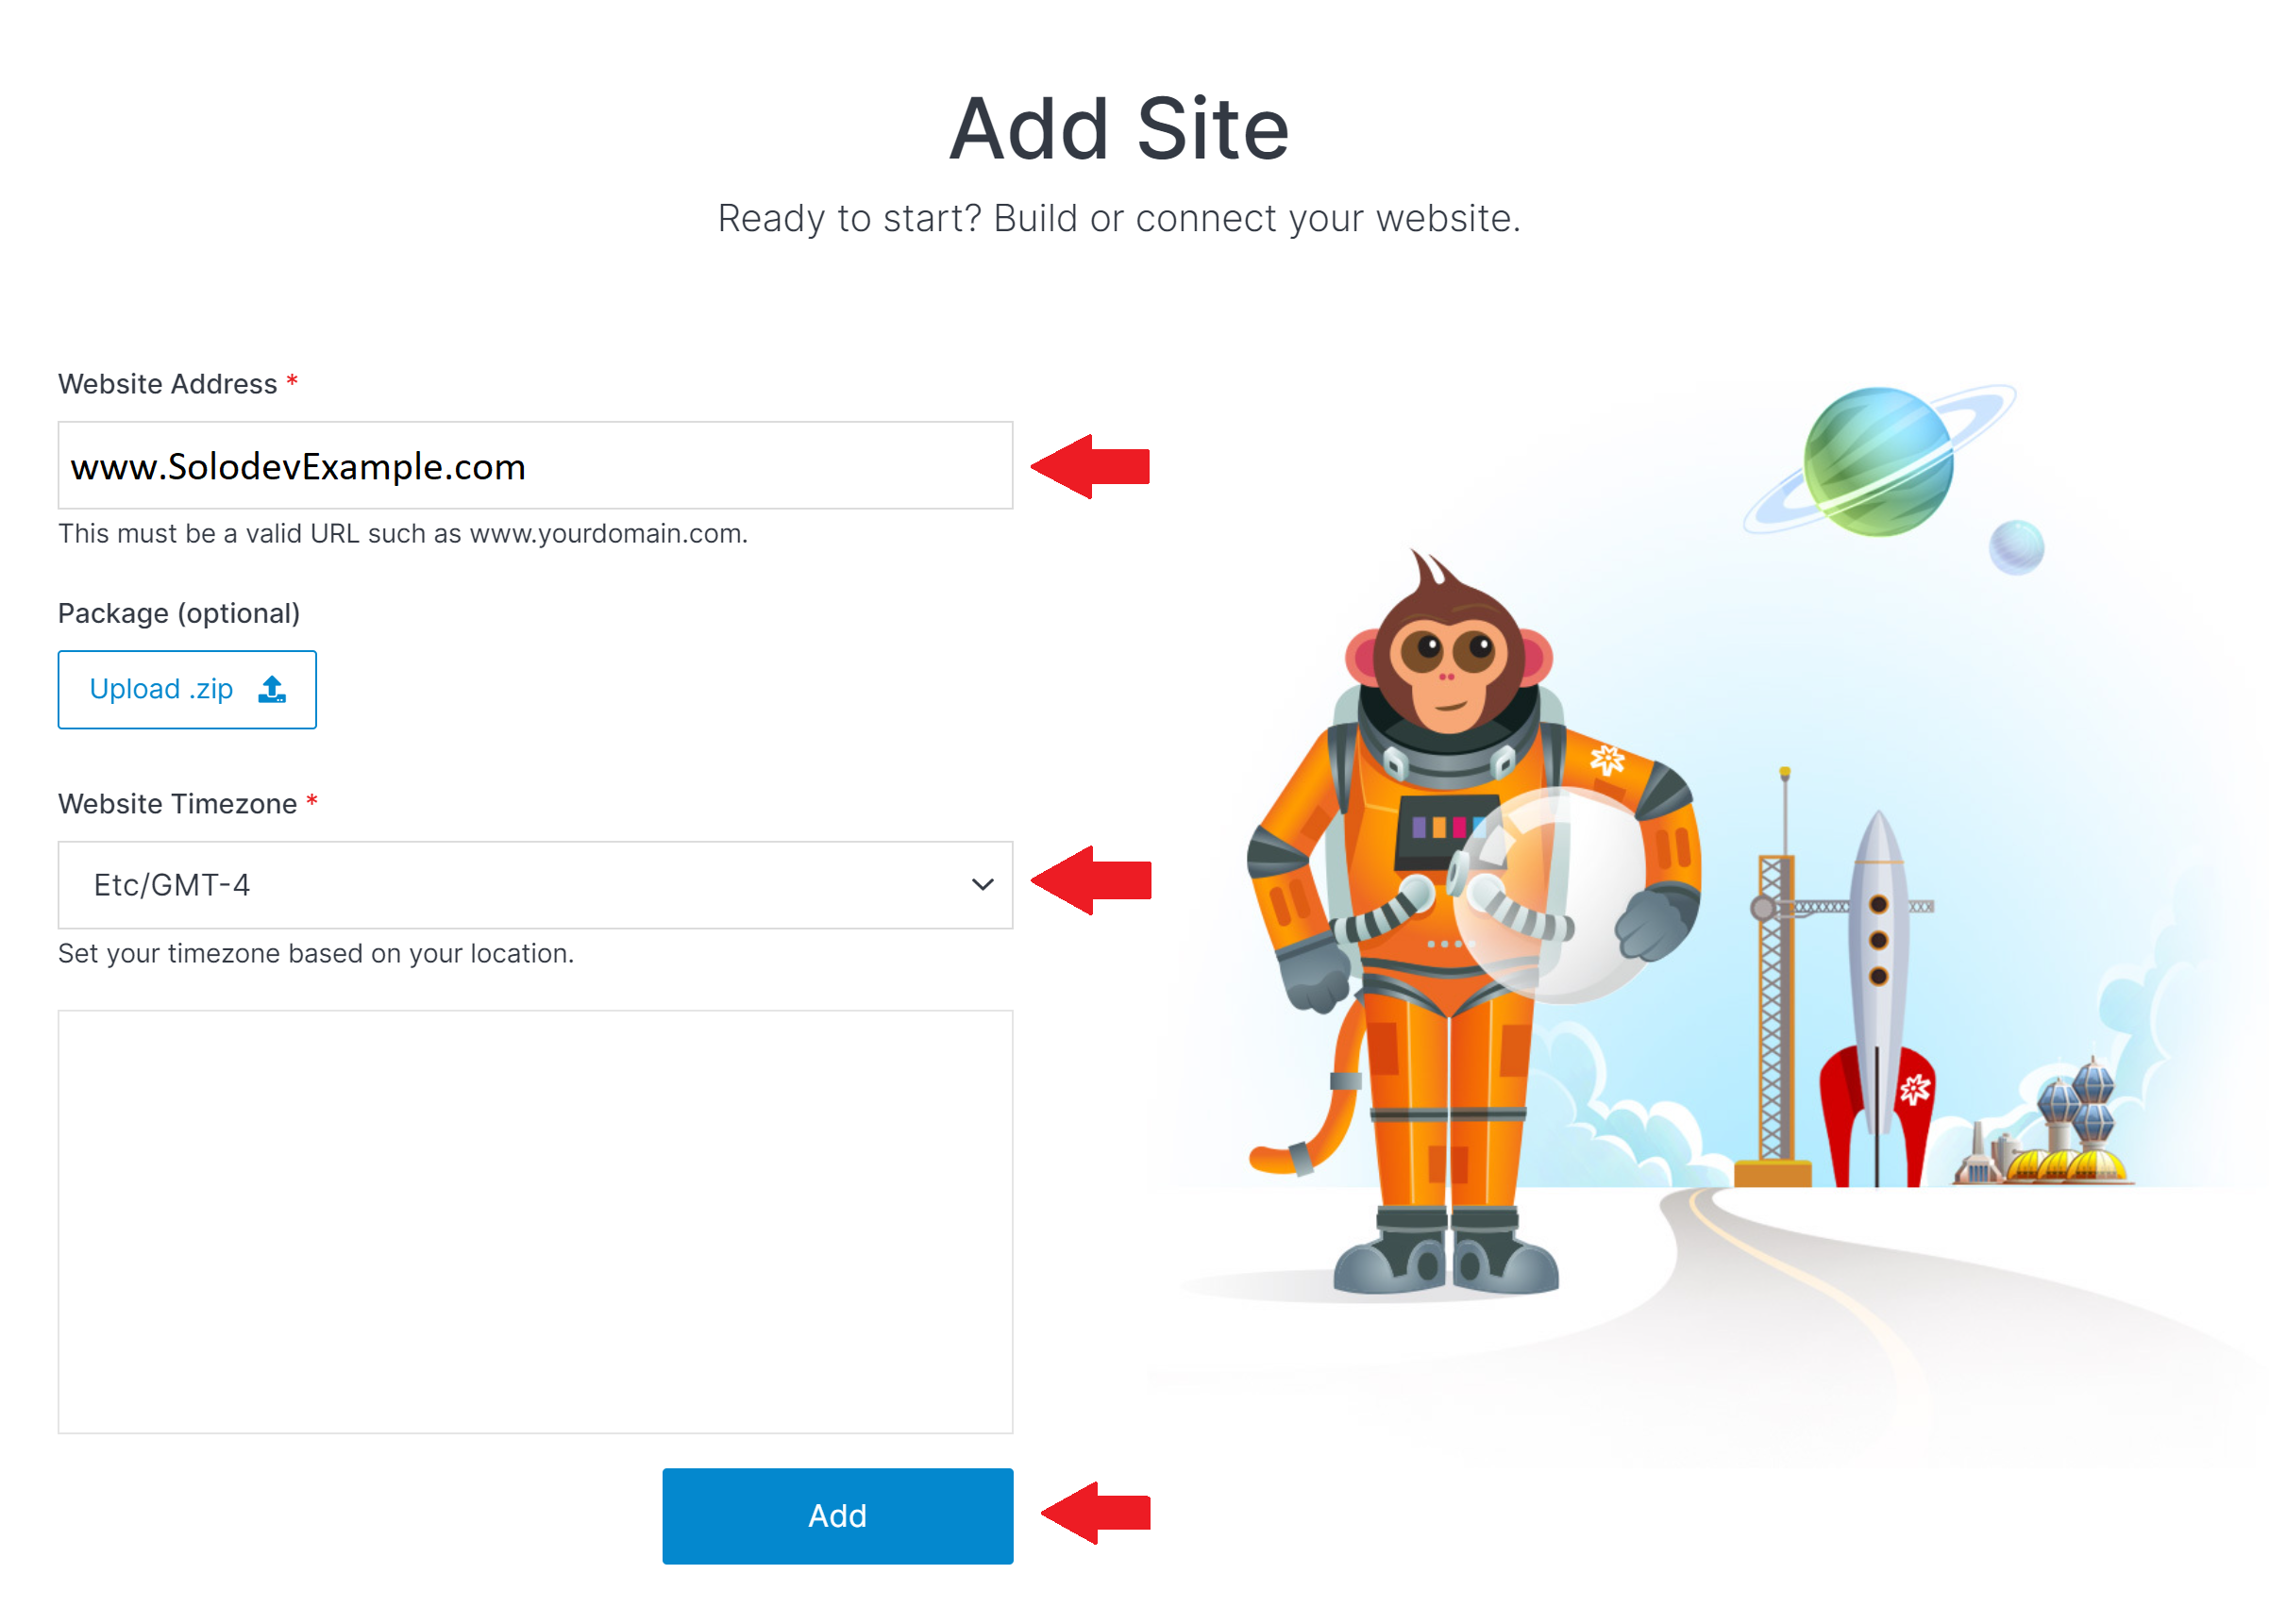 Add Site
Ready to start? Build or connect your website.
Website Address *
www.SolodevExample.com
This must be a valid URL such as www.yourdomain.com.
Package (optional)
Upload .zip
Website Timezone *
Etc/GMT-4
Set your timezone based on your location.
Add